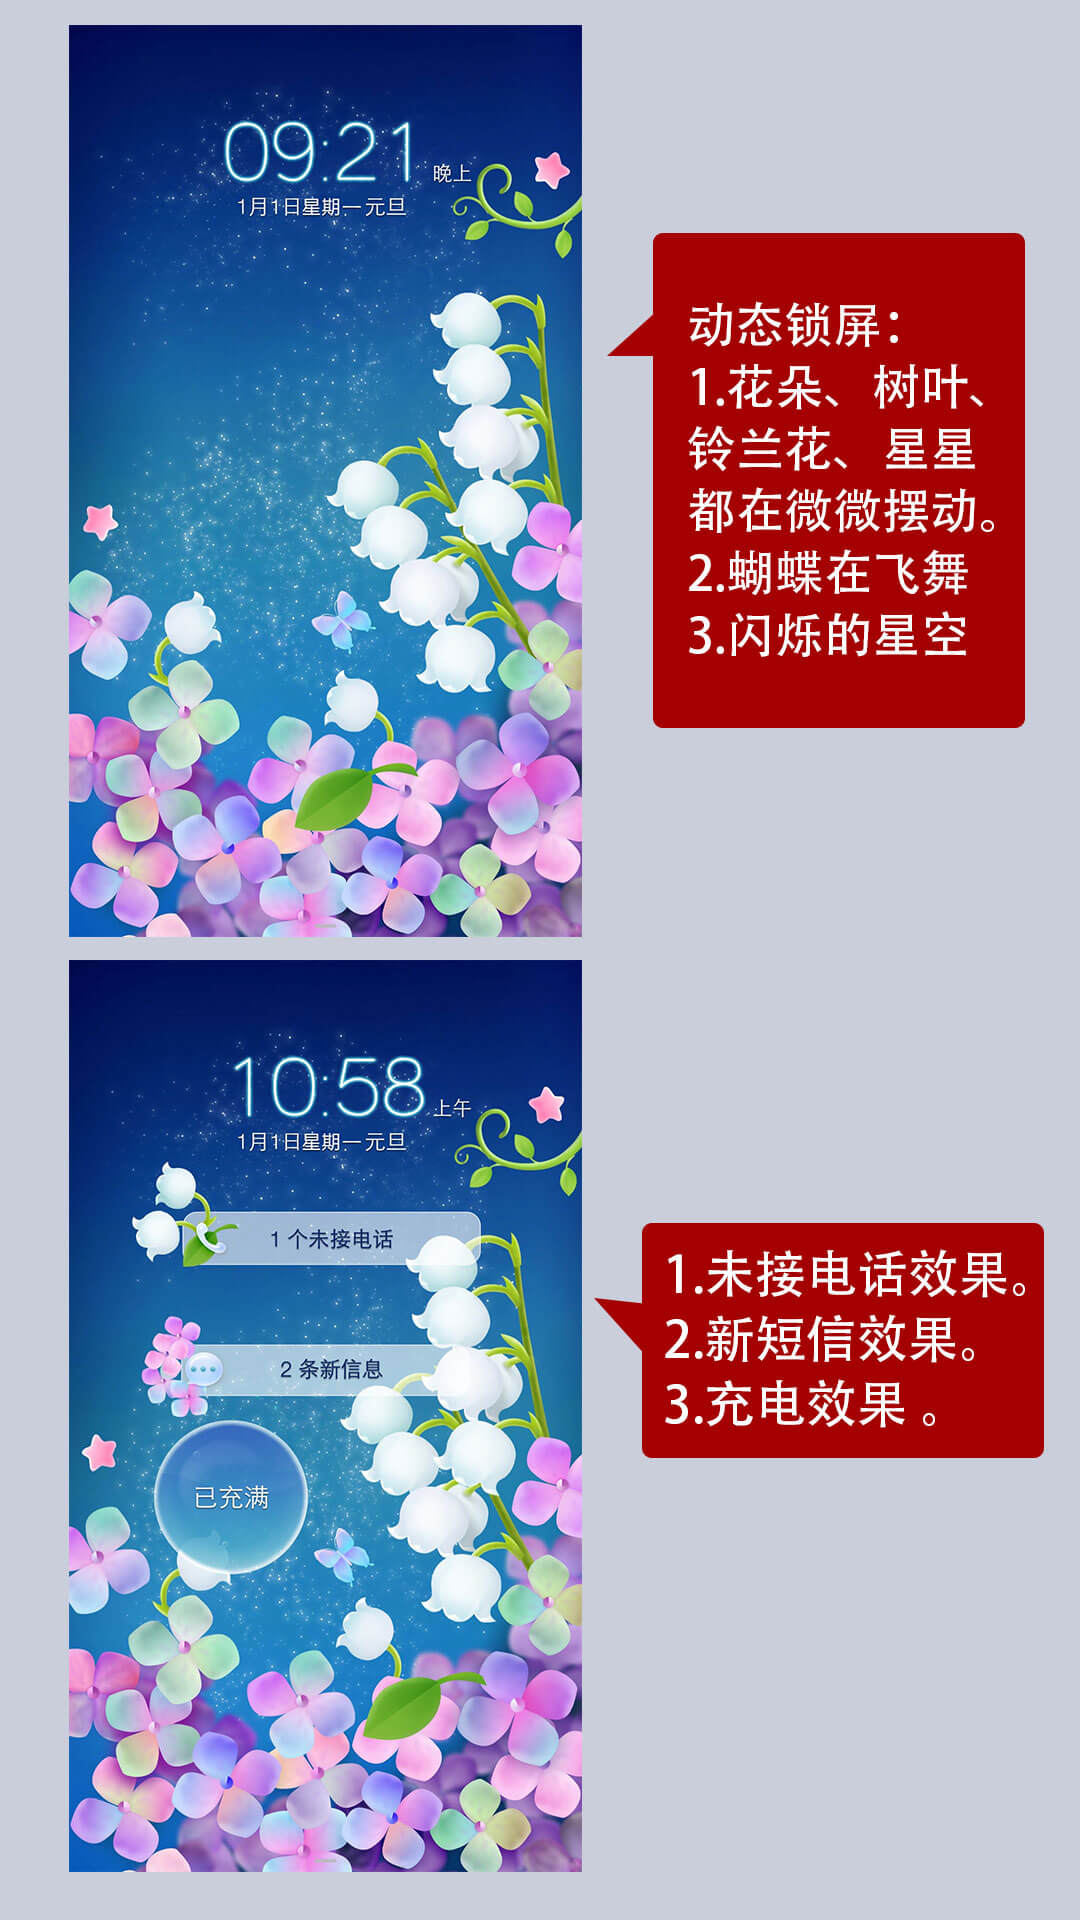 09:21 晚上
1月1日星期一元旦
动态锁屏：
1.花朵、树叶、
铃兰花、星星
都在微微摆动。
2.蝴蝶在飞舞
3.闪烁的星空
10:58 上午
1月1日星期一元旦
1 个未接电话
2 条新信息
已充满
1.未接电话效果。
2.新短信效果。
3.充电效果 。